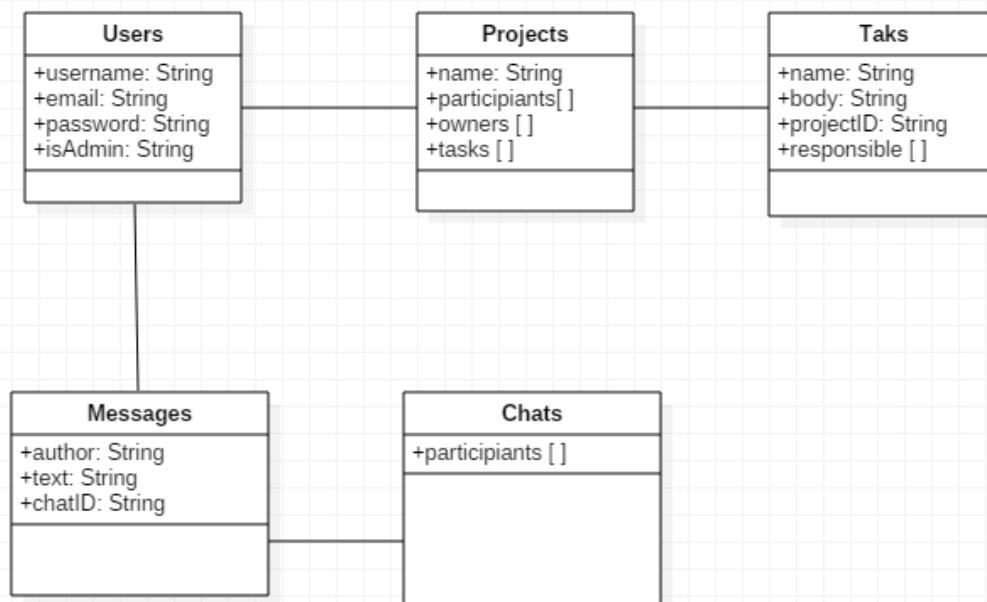 Users
+username: String
+email: String
+password: String
+isAdmin: String
Projects
+name: String
+participiants[ ]
+owners [ ]
+tasks [ ]
Taks
+name: String
+body: String
+projectID: String
+responsible [ ]
Messages
+author: String
+text: String
+chatID: String
Chats
+participiants [ ]